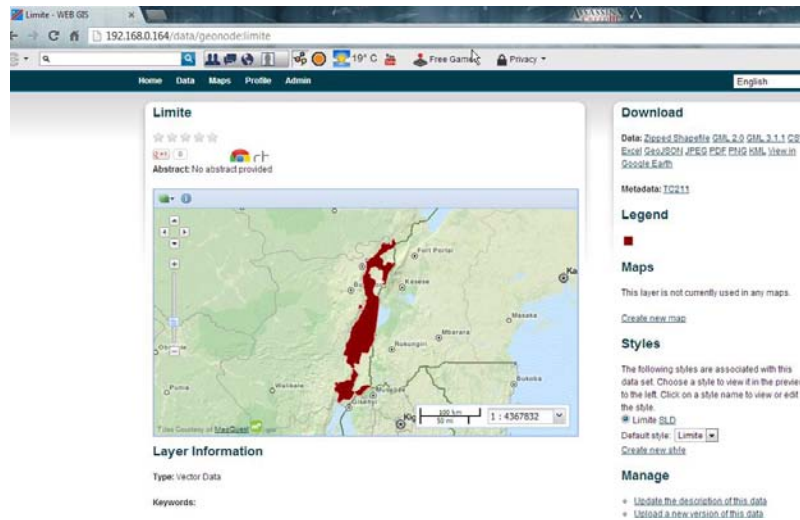 Limite - WEB GIS
192.168.0.164/data/geonode:limite
19° C
Free Games
Privacy
Home Data Maps Profile Admin
English
Limite
+1 0
Abstract: No abstract provided
Fort Portal
Kasese
Masaka
Mbarara
Rukungiri
Punia
Walikale
Bukoba
Gisenyi
100 km
50 mi
1 : 4367832
Tiles Courtesy of MapQuest
Layer Information
Type: Vector Data
Keywords:
Download
Data: Zipped Shapefile GML 2.0 GML 3.1.1
Excel GeoJSON JPEG PDF PNG KML View in
Google Earth
Metadata: TC211
Legend
Maps
This layer is not currently used in any maps.
Create new map
Styles
The following styles are associated with this
data set. Choose a style to view it in the preview
to the left. Click on a style name to view or edit
the style.
Limite SLD
Default style: Limite
Create new style
Manage
Update the description of this data
Upload a new version of this data